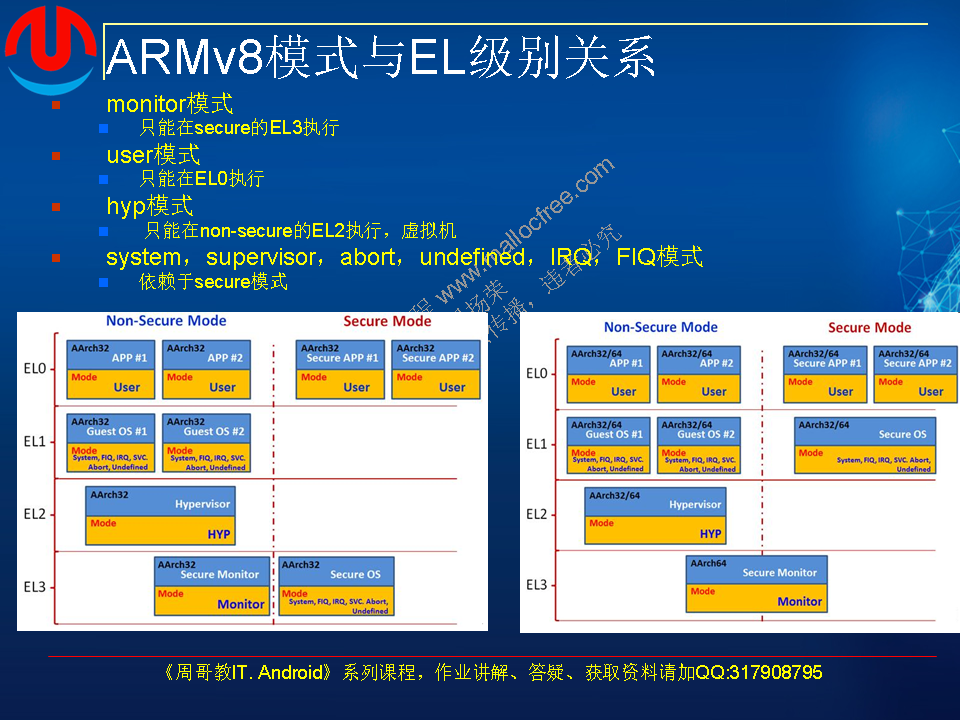 ARMv8模式与EL级别关系
monitor模式
只能在secure的EL3执行
user模式
只能在EL0执行
hyp模式
只能在non-secure的EL2执行，虚拟机
system，supervisor，abort，undefined，IRQ，FIQ模式
依赖于secure模式
www.mallocfree.com
传播，违者必究
Non-Secure Mode
Secure Mode
EL0
AArch32
APP #1
Mode
User
AArch32
APP #2
Mode
User
AArch32
Secure APP #1
Mode
User
AArch32
Secure APP #2
Mode
User
EL1
AArch32
Guest OS #1
Mode
System, FIQ, IRQ, SVC.
Abort, Undefined
AArch32
Guest OS #2
Mode
System, FIQ, IRQ, SVC.
Abort, Undefined
EL2
AArch32
Hypervisor
Mode
HYP
EL3
AArch32
Secure Monitor
Mode
Monitor
AArch32
Secure OS
Mode
System, FIQ, IRQ, SVC. Abort,
Undefined
Non-Secure Mode
Secure Mode
EL0
AArch32/64
APP #1
Mode
User
AArch32/64
APP #2
Mode
User
AArch32/64
Secure APP #1
Mode
User
AArch32/64
Secure APP #2
Mode
User
EL1
AArch32/64
Guest OS #1
Mode
System, FIQ, IRQ, SVC.
Abort, Undefined
AArch32/64
Guest OS #2
Mode
System, FIQ, IRQ, SVC.
Abort, Undefined
AArch32/64
Secure OS
Mode
System, FIQ, IRQ, SVC. Abort,
Undefined
EL2
AArch32/64
Hypervisor
Mode
HYP
EL3
AArch64
Secure Monitor
Mode
Monitor
《周哥教IT. Android》系列课程，作业讲解、答疑、获取资料请加QQ:317908795